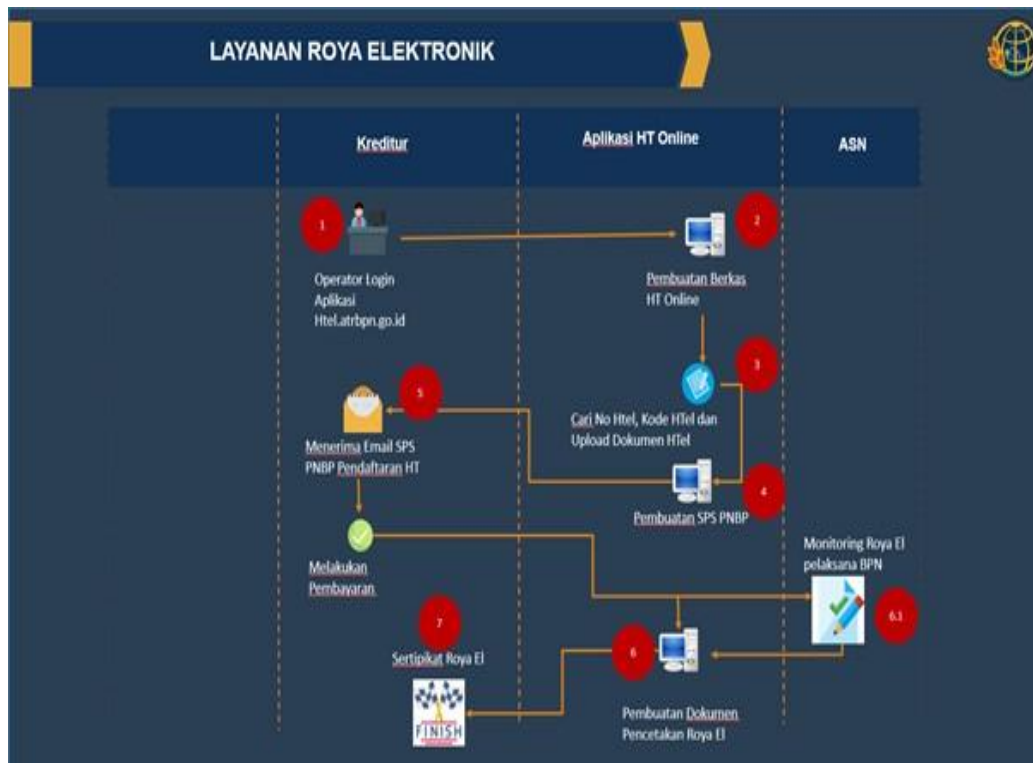 LAYANAN ROYA ELEKTRONIK
Kreditur
Aplikasi HT Online
ASN
1
2
Operator Login
Aplikasi
Htel.atrbpn.go.id
Pembuatan Berkas
HT Online
3
5
Cari No Htel, Kode HTel dan
Upload Dokumen HTel
Menerima Email SPS
PNBP Pendaftaran HT
4
Pembuatan SPS PNBP
Melakukan
Pembayaran
Monitoring Roya El
pelaksana BPN
6.1
7
6
Sertipikat Roya El
FINISH
Pembuatan Dokumen
Pencetakan Roya El